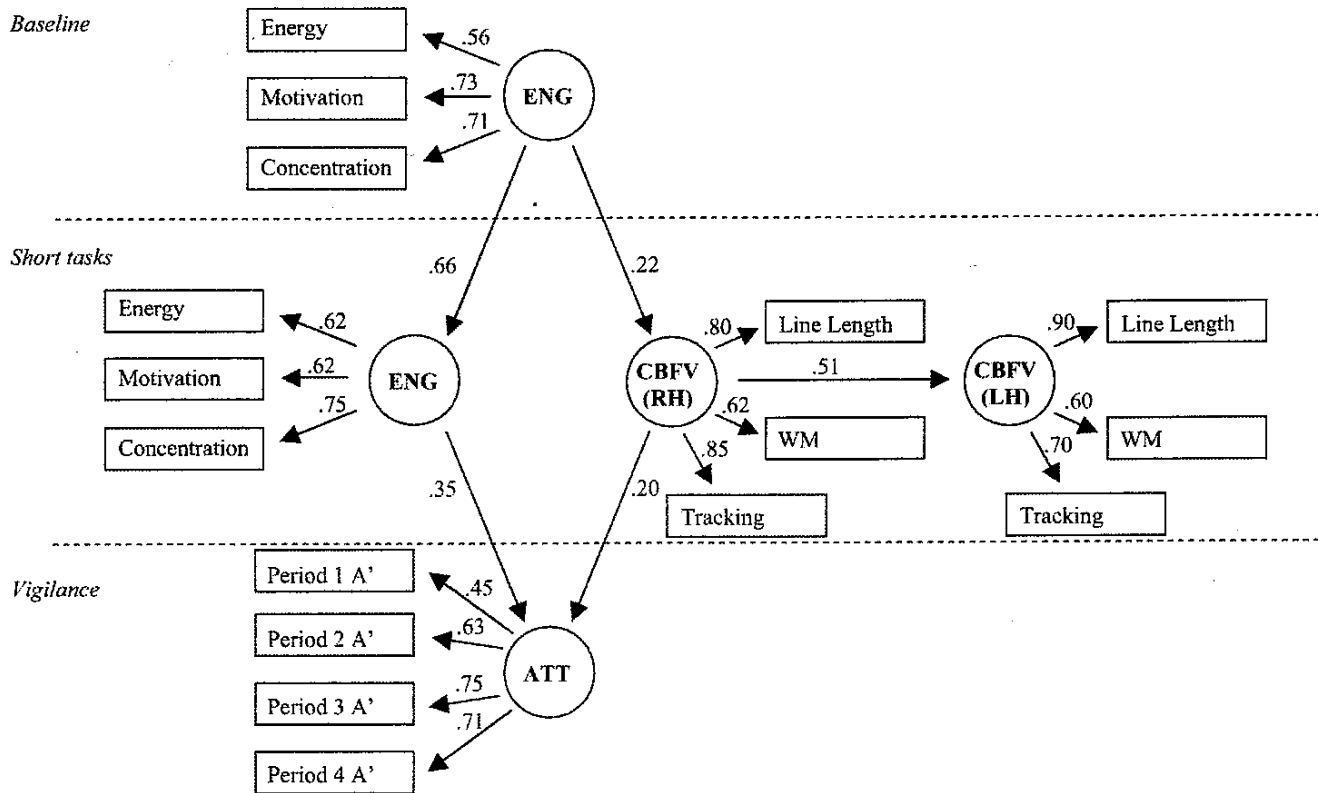 Baseline
Energy
.56
Motivation
.73
ENG
.71
Concentration
Short tasks
.66
.22
Energy
.62
Motivation
.62
ENG
.75
Concentration
.80
Line Length
CBFV
(RH)
.51
.62
WM
.85
Tracking
.90
Line Length
CBFV
(LH)
.60
WM
.70
Tracking
.35
.20
Vigilance
Period 1 A’
.45
Period 2 A’
.63
ATT
Period 3 A’
.75
.71
Period 4 A’